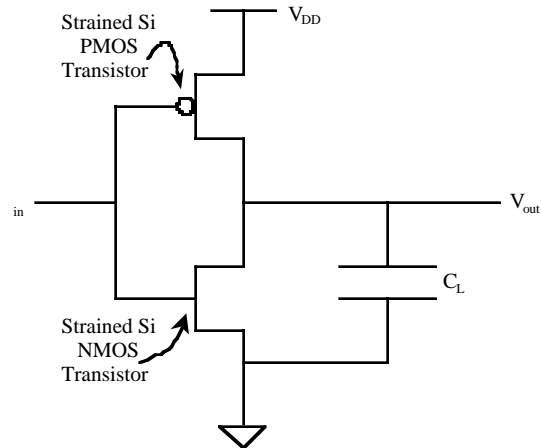 Strained Si
PMOS
Transistor
VDD
in
Vout
CL
Strained Si
NMOS
Transistor